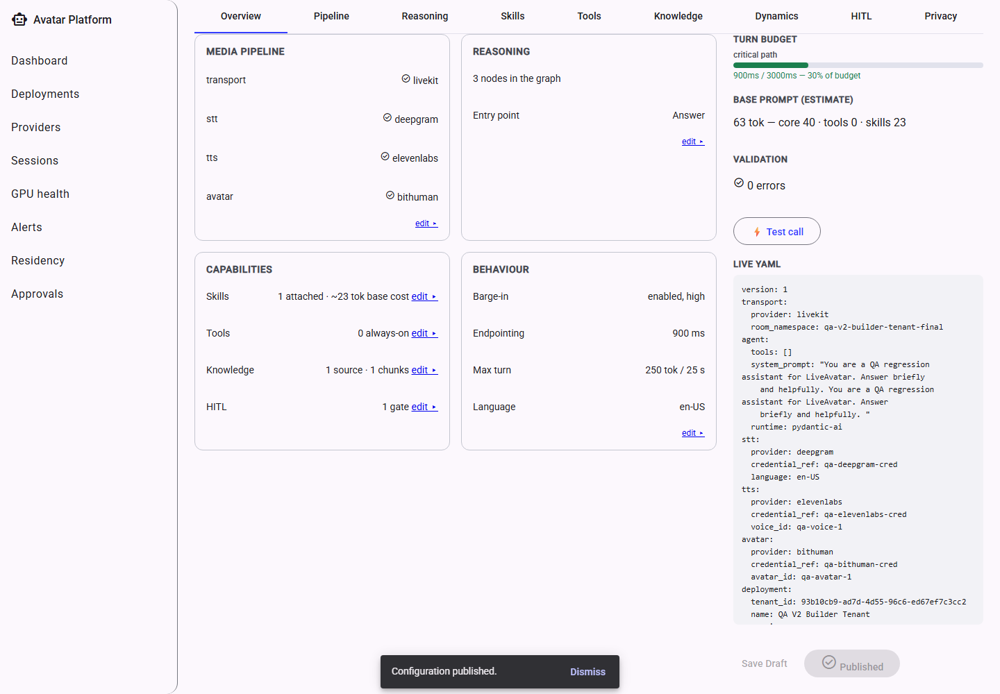 Avatar Platform
Dashboard
Deployments
Providers
Sessions
GPU health
Alerts
Residency
Approvals
Overview
Pipeline
Reasoning
Skills
Tools
Knowledge
Dynamics
HITL
Privacy
MEDIA PIPELINE
transport livekit
stt deepgram
tts elevenlabs
avatar bithuman
edit ▸
REASONING
3 nodes in the graph
Entry point Answer
edit ▸
CAPABILITIES
Skills 1 attached · ~23 tok base cost edit ▸
Tools 0 always-on edit ▸
Knowledge 1 source · 1 chunks edit ▸
HITL 1 gate edit ▸
BEHAVIOUR
Barge-in enabled, high
Endpointing 900 ms
Max turn 250 tok / 25 s
Language en-US
edit ▸
TURN BUDGET
critical path
900ms / 3000ms — 30% of budget
BASE PROMPT (ESTIMATE)
63 tok — core 40 · tools 0 · skills 23
VALIDATION
0 errors
Test call
LIVE YAML
version: 1
transport:
  provider: livekit
  room_namespace: qa-v2-builder-tenant-final
agent:
  tools: []
  system_prompt: "You are a QA regression
assistant for LiveAvatar. Answer briefly
    and helpfully. You are a QA regression
assistant for LiveAvatar. Answer
    briefly and helpfully. "
  runtime: pydantic-ai
stt:
  provider: deepgram
  credential_ref: qa-deepgram-cred
  language: en-US
tts:
  provider: elevenlabs
  credential_ref: qa-elevenlabs-cred
  voice_id: qa-voice-1
avatar:
  provider: bithuman
  credential_ref: qa-bithuman-cred
  avatar_id: qa-avatar-1
deployment:
  tenant_id: 93b10cb9-ad7d-4d55-96c6-ed67ef7c3cc2
  name: QA V2 Builder Tenant
Save Draft
Published
Configuration published.
Dismiss